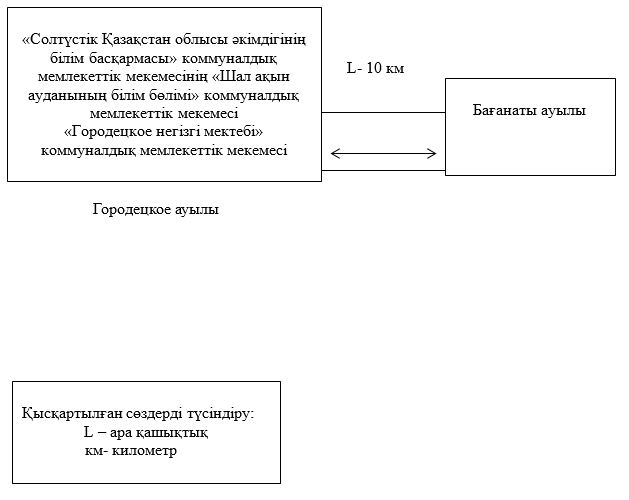 «Солтүстік Қазақстан облысы әкімдігінің
білім басқармасы» коммуналдық
мемлекеттік мекемесінің «Шал ақын
ауданының білім бөлімі» коммуналдық
мемлекеттік мекемесі
«Городецкое негізгі мектебі»
коммуналдық мемлекеттік мекемесі
L- 10 км
Бағанаты ауылы
Городецкое ауылы
Қысқартылған сөздерді түсіндіру:
L – ара қашықтық
км- километр